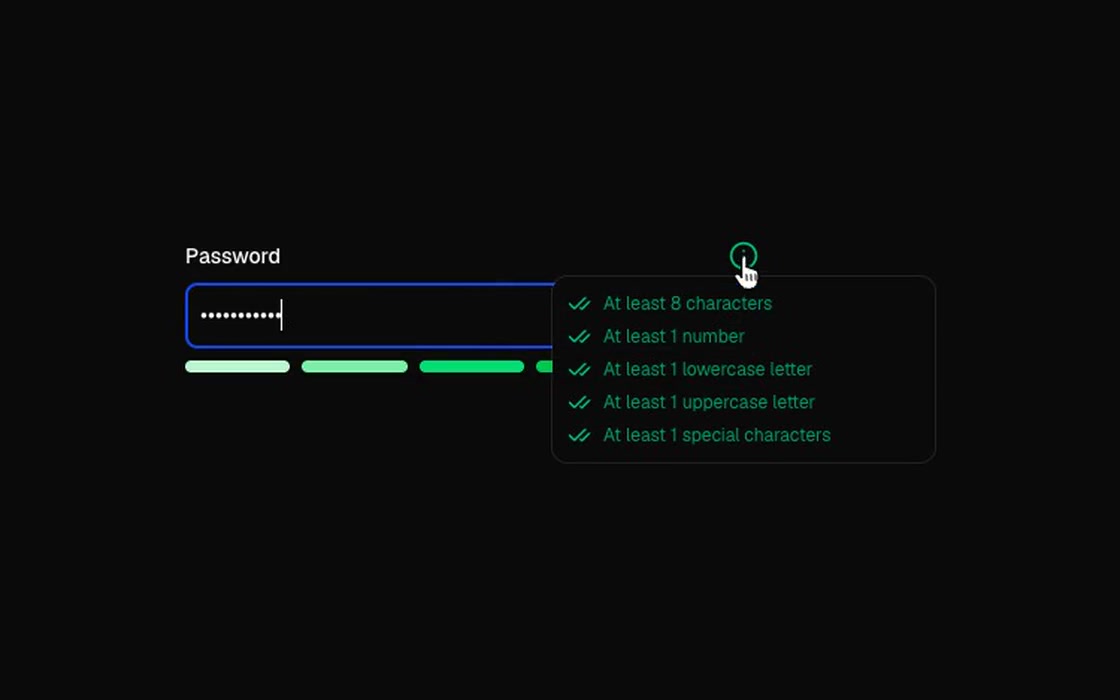 Password
•••••••••••
At least 8 characters
At least 1 number
At least 1 lowercase letter
At least 1 uppercase letter
At least 1 special characters